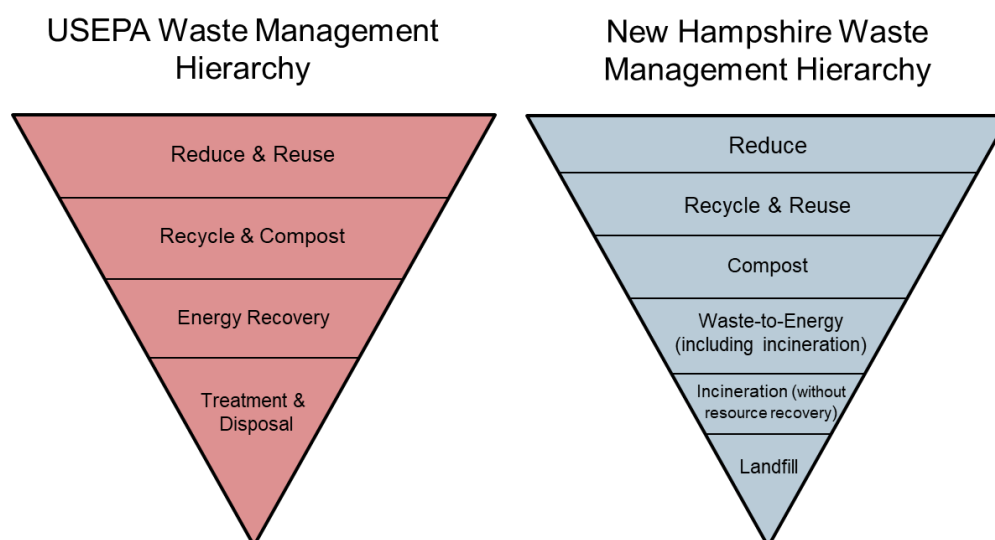 USEPA Waste Management
Hierarchy
Reduce & Reuse
Recycle & Compost
Energy Recovery
Treatment &
Disposal
New Hampshire Waste
Management Hierarchy
Reduce
Recycle & Reuse
Compost
Waste-to-Energy
(including incineration)
Incineration (without
resource recovery)
Landfill